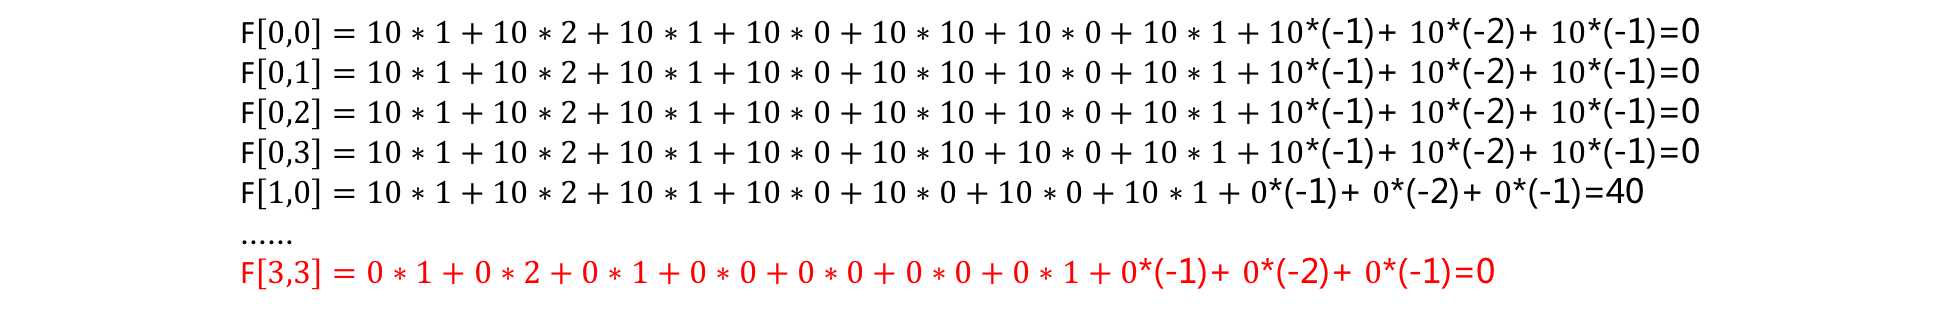 F[0,0] = 10 ∗ 1 + 10 ∗ 2 + 10 ∗ 1 + 10 ∗ 0 + 10 ∗ 10 + 10 ∗ 0 + 10 ∗ 1 + 10*(-1)+ 10*(-2)+ 10*(-1)=0
F[0,1] = 10 ∗ 1 + 10 ∗ 2 + 10 ∗ 1 + 10 ∗ 0 + 10 ∗ 10 + 10 ∗ 0 + 10 ∗ 1 + 10*(-1)+ 10*(-2)+ 10*(-1)=0
F[0,2] = 10 ∗ 1 + 10 ∗ 2 + 10 ∗ 1 + 10 ∗ 0 + 10 ∗ 10 + 10 ∗ 0 + 10 ∗ 1 + 10*(-1)+ 10*(-2)+ 10*(-1)=0
F[0,3] = 10 ∗ 1 + 10 ∗ 2 + 10 ∗ 1 + 10 ∗ 0 + 10 ∗ 10 + 10 ∗ 0 + 10 ∗ 1 + 10*(-1)+ 10*(-2)+ 10*(-1)=0
F[1,0] = 10 ∗ 1 + 10 ∗ 2 + 10 ∗ 1 + 10 ∗ 0 + 10 ∗ 0 + 10 ∗ 0 + 10 ∗ 1 + 0*(-1)+ 0*(-2)+ 0*(-1)=40
......
F[3,3] = 0 ∗ 1 + 0 ∗ 2 + 0 ∗ 1 + 0 ∗ 0 + 0 ∗ 0 + 0 ∗ 0 + 0 ∗ 1 + 0*(-1)+ 0*(-2)+ 0*(-1)=0